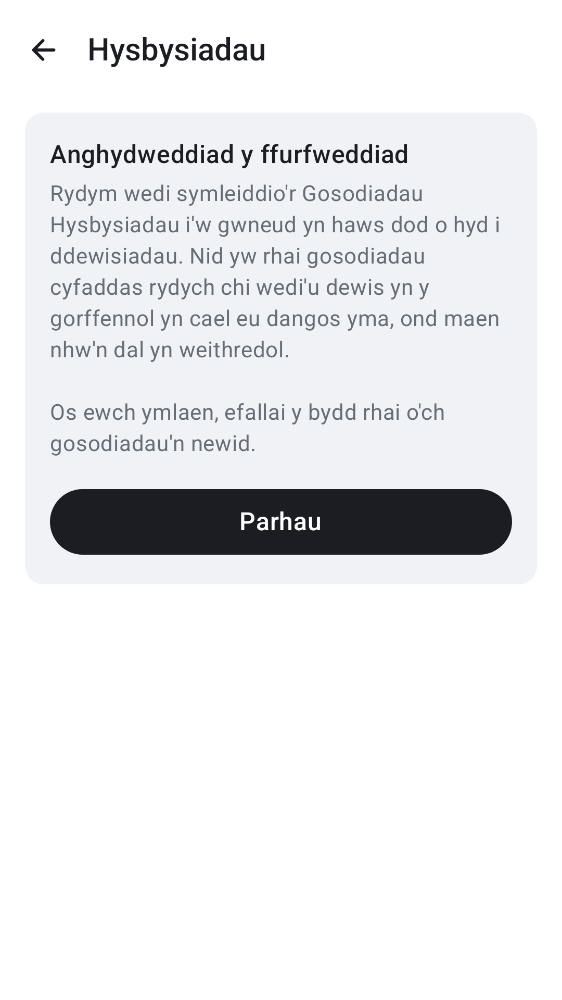 Hysbysiadau
Anghydweddiad y ffurfweddiad
Rydym wedi symleiddio'r Gosodiadau
Hysbysiadau i'w gwneud yn haws dod o hyd i
ddewisiadau. Nid yw rhai gosodiadau
cyfaddas rydych chi wedi'u dewis yn y
gorffennol yn cael eu dangos yma, ond maen
nhw'n dal yn weithredol.
Os ewch ymlaen, efallai y bydd rhai o'ch
gosodiadau'n newid.
Parhau